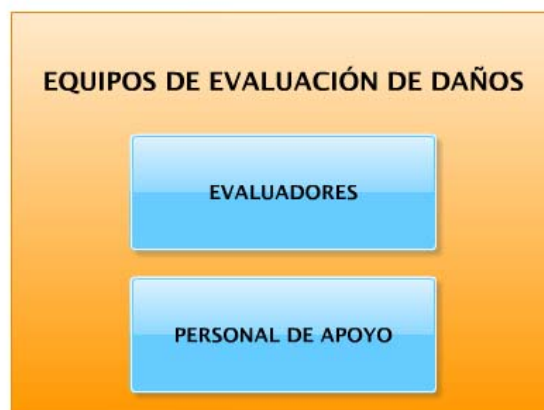 EQUIPOS DE EVALUACIÓN DE DAÑOS
EVALUADORES
PERSONAL DE APOYO